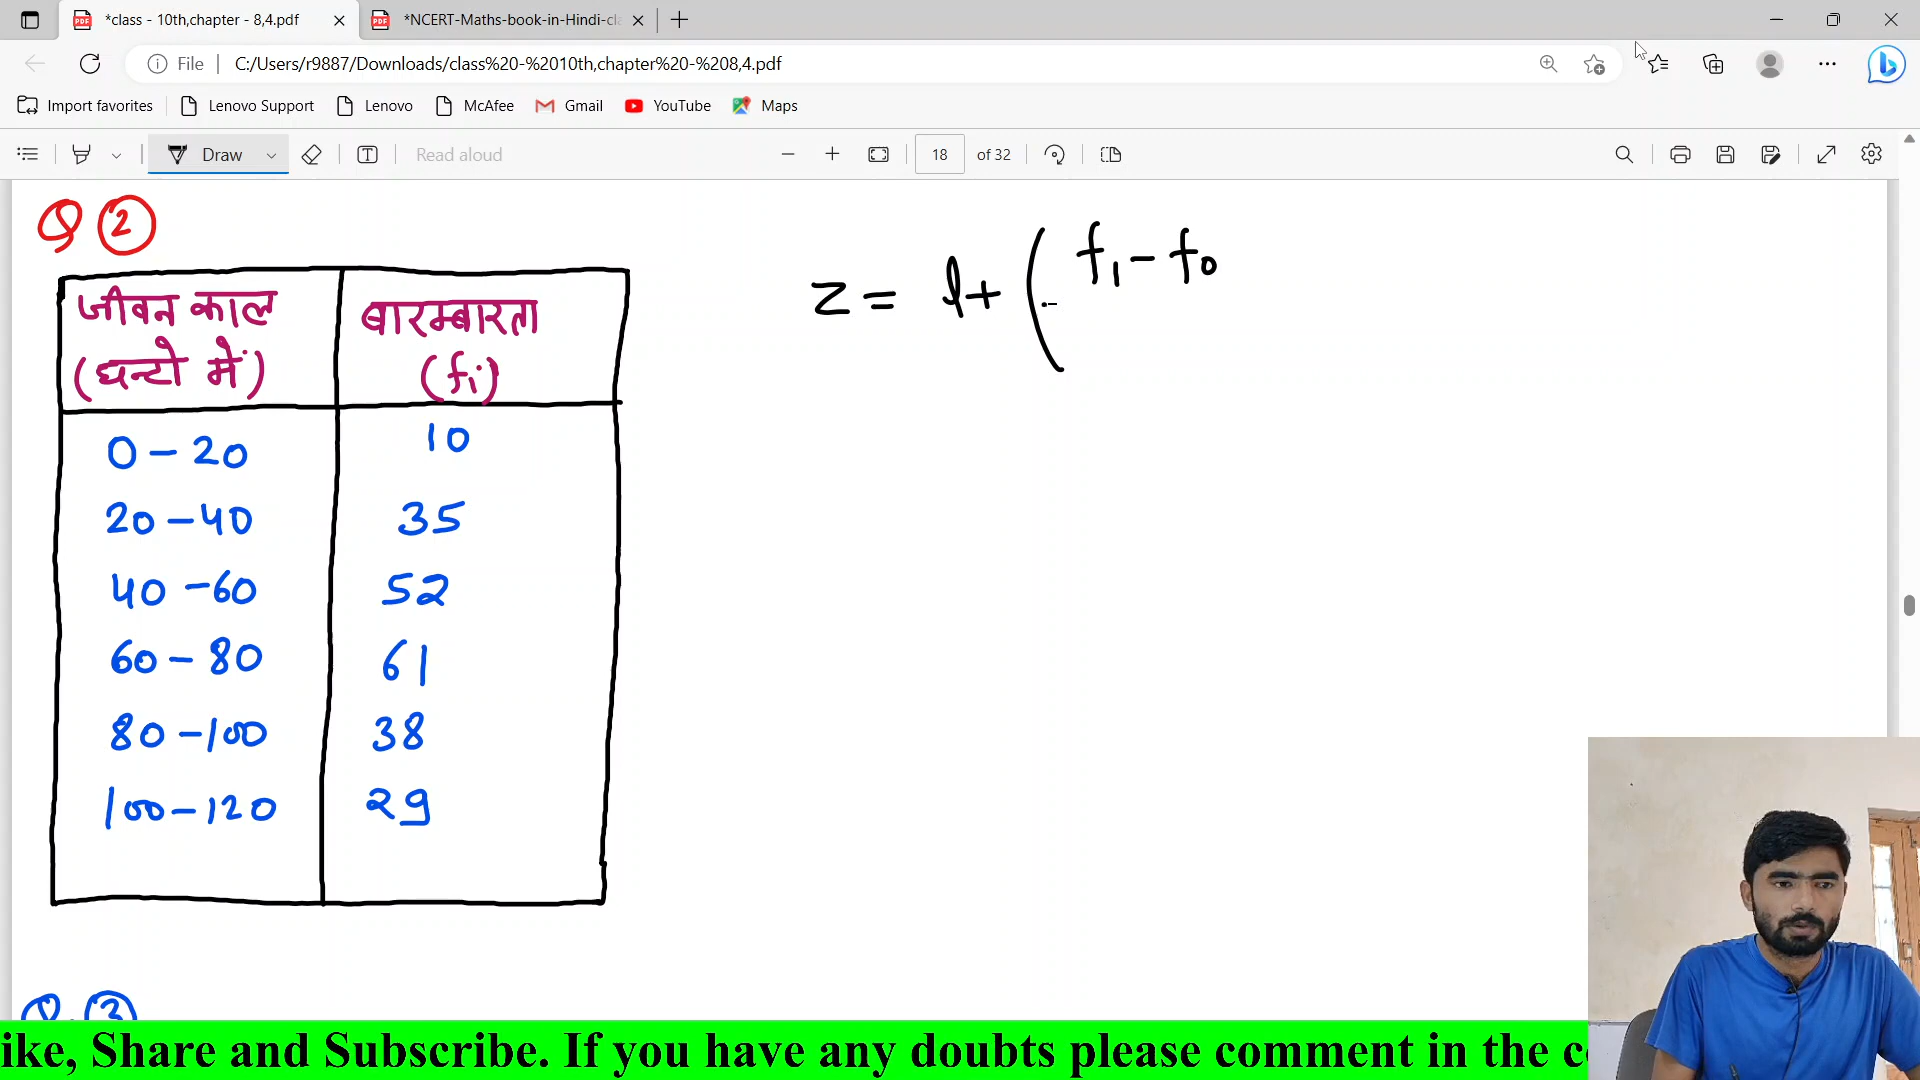 *class - 10th,chapter - 8,4.pdf
*NCERT-Maths-book-in-Hindi-cl
File
C:/Users/r9887/Downloads/class%20-%2010th,chapter%20-%208,4.pdf
Import favorites
Lenovo Support
Lenovo
McAfee
Gmail
YouTube
Maps
Draw
Read aloud
18 of 32
Q 2
जीवन काल (घन्टो में)
बारम्बारता (fi)
0 - 20 10
20 - 40 35
40 - 60 52
60 - 80 61
80 - 100 38
100 - 120 29
z = l + ( f₁ - f₀
Q. 3
ike, Share and Subscribe. If you have any doubts please comment in the c